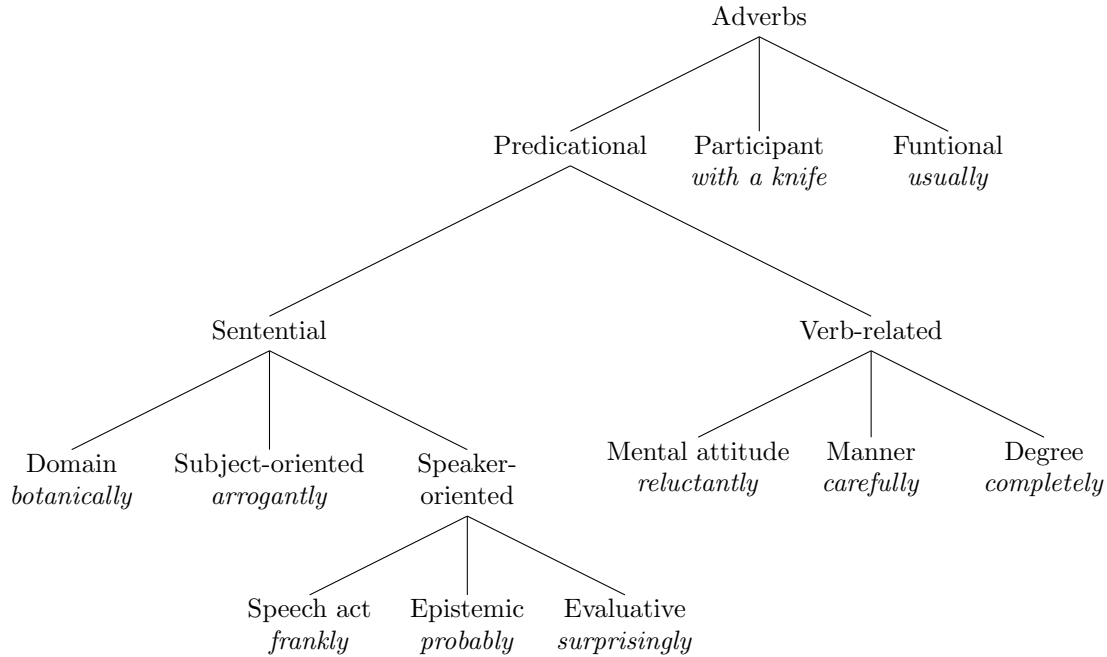 Adverbs
Predicational
Participant
with a knife
Funtional
usually
Sentential
Verb-related
Domain
botanically
Subject-oriented
arrogantly
Speaker-
oriented
Mental attitude
reluctantly
Manner
carefully
Degree
completely
Speech act
frankly
Epistemic
probably
Evaluative
surprisingly